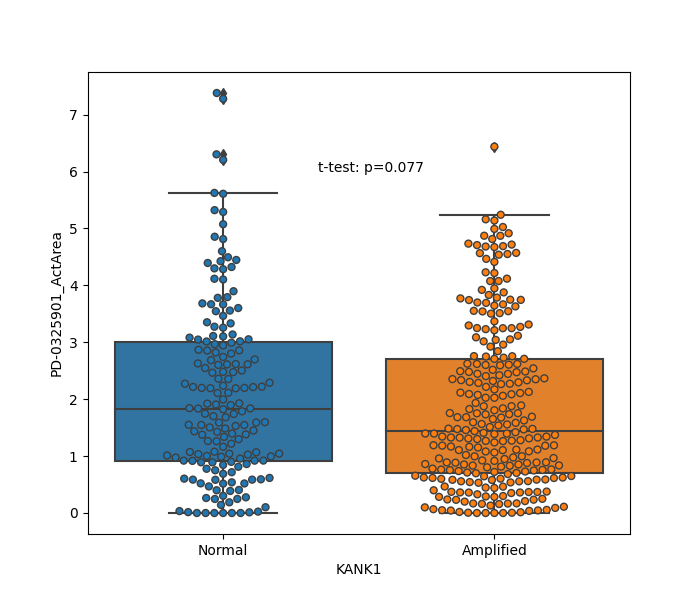 7
6
5
4
3
2
1
0
PD-0325901_ActArea
t-test: p=0.077
Normal
Amplified
KANK1